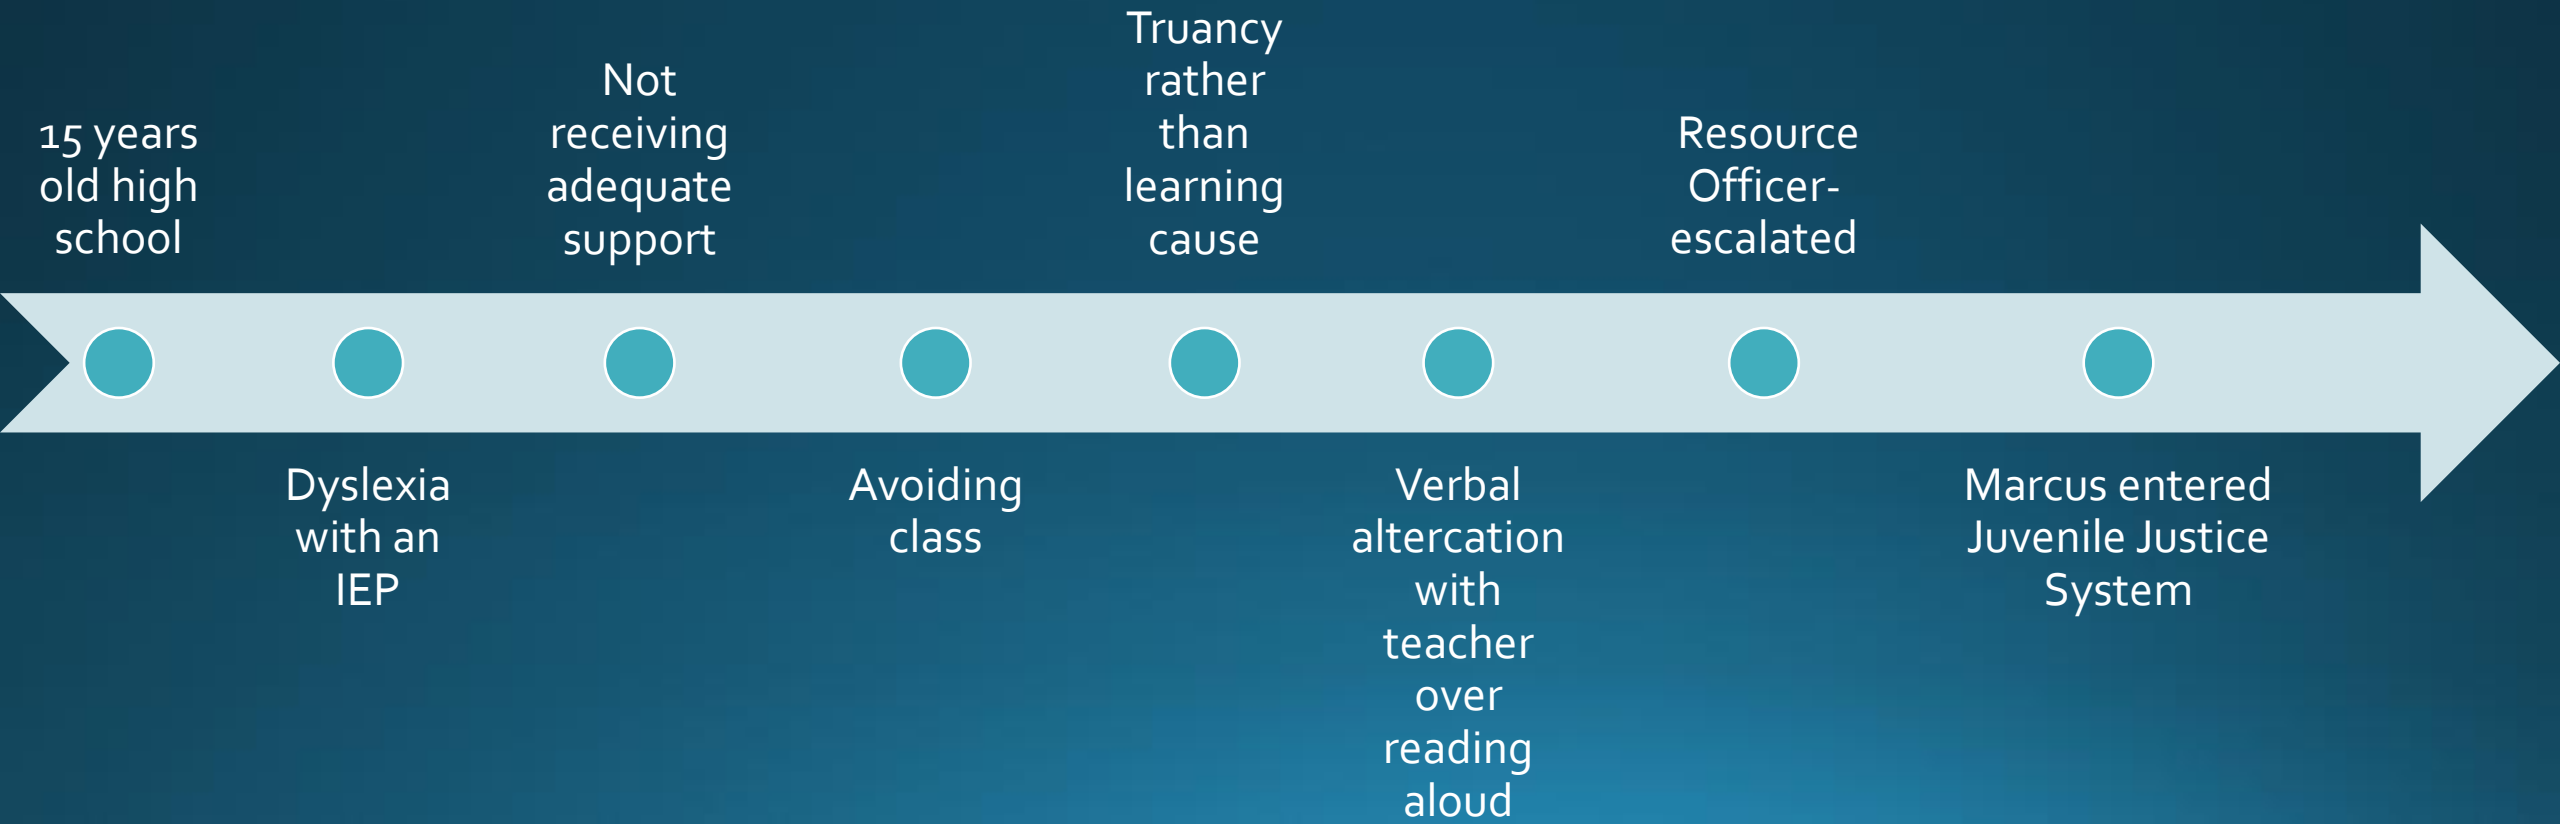 15 years
old high
school
Dyslexia
with an
IEP
Not
receiving
adequate
support
Avoiding
class
Truancy
rather
than
learning
cause
Verbal
altercation
with
teacher
over
reading
aloud
Resource
Officer-
escalated
Marcus entered
Juvenile Justice
System